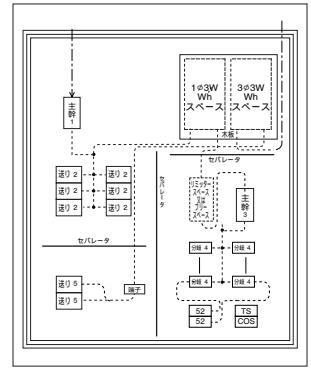 1φ3W
Wh
スペース
3φ3W
Wh
スペース
木板
主幹
1
セパレータ
送り 2
送り 2
送り 2
送り 2
送り 2
送り 2
セパレータ
リミッター
スペース
又は
フリー
スペース
主幹
3
セパレータ
分岐 4
分岐 4
分岐 4
分岐 4
送り 5
送り 5
端子
52
52
TS
COS